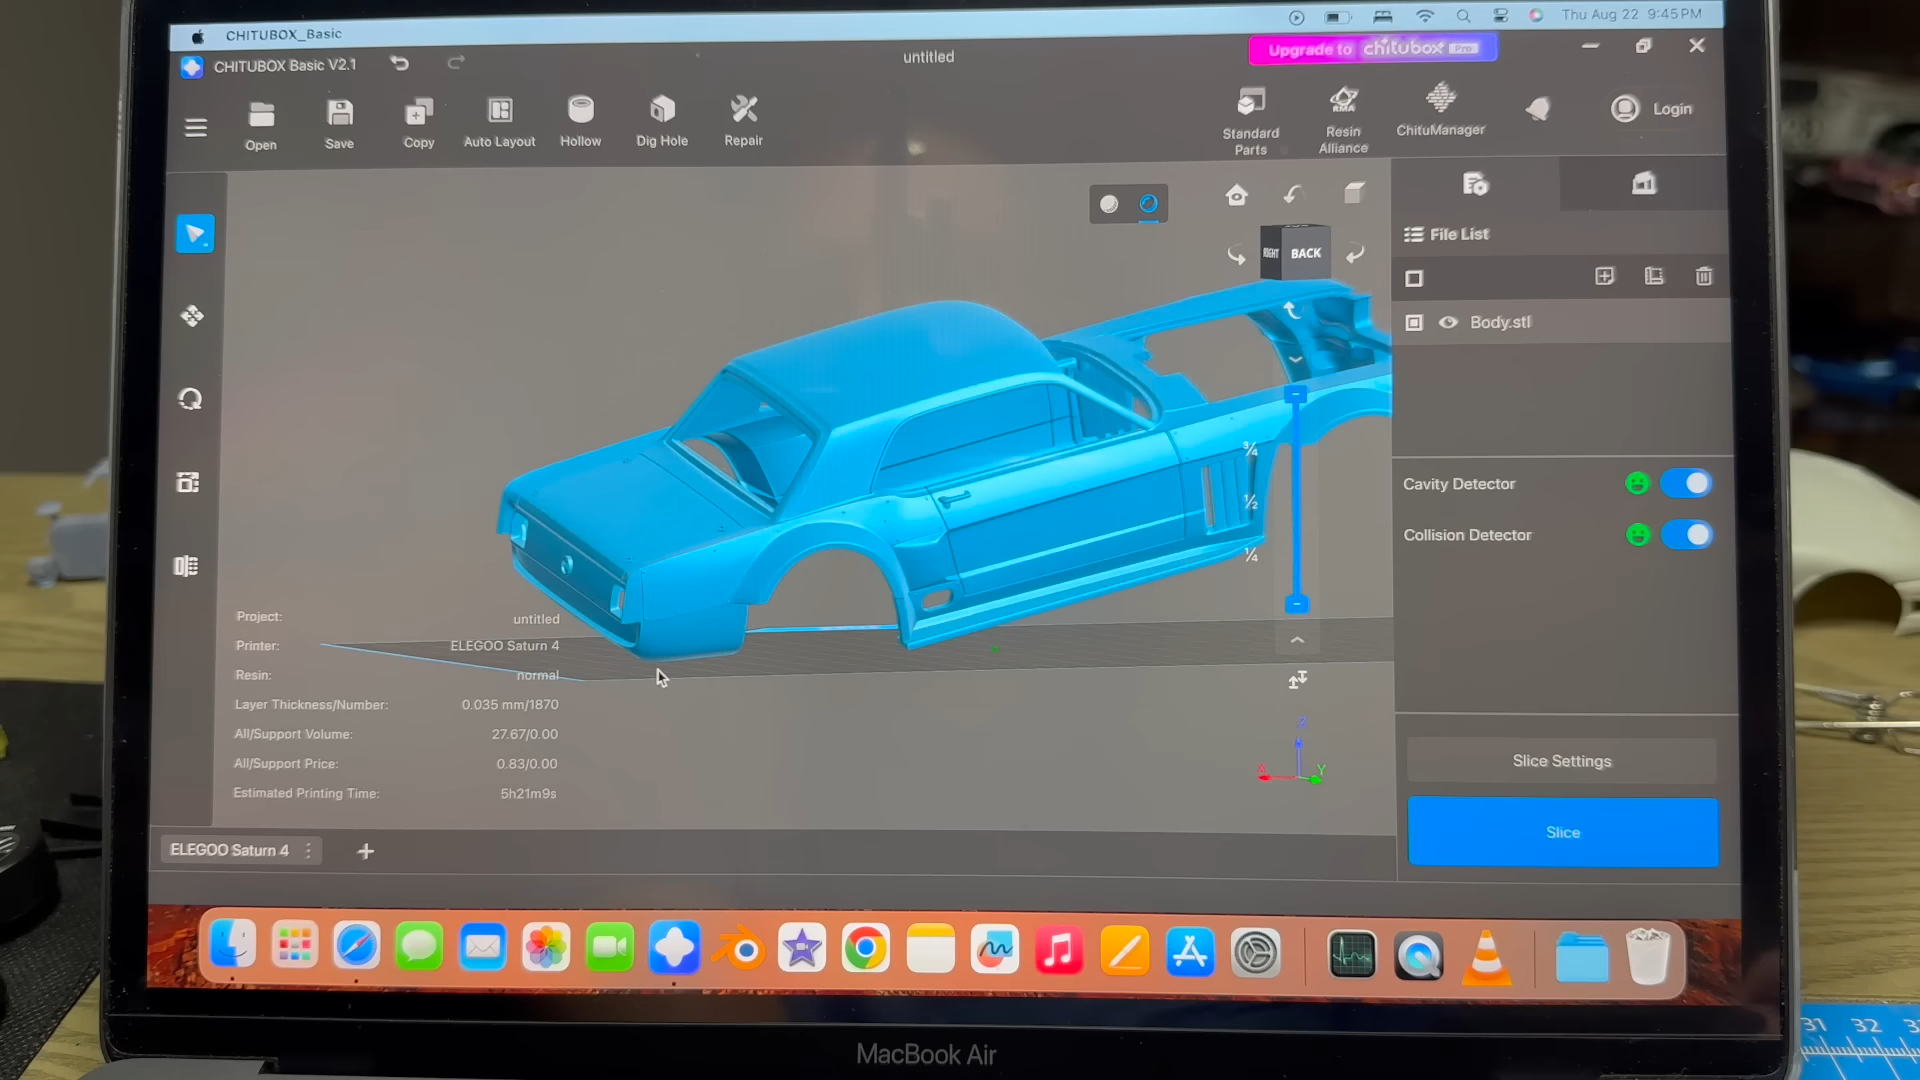 CHITUBOX_Basic
Thu Aug 22 9:45 PM
CHITUBOX Basic V2.1
untitled
Upgrade to chitubox Pro
Open
Save
Copy
Auto Layout
Hollow
Dig Hole
Repair
Standard Parts
RMA
Resin Alliance
ChituManager
Login
RIGHT
BACK
File List
Body.stl
3/4
1/2
1/4
Cavity Detector
Collision Detector
Project: untitled
Printer: ELEGOO Saturn 4
Resin: normal
Layer Thickness/Number: 0.035 mm/1870
All/Support Volume: 27.67/0.00
All/Support Price: 0.83/0.00
Estimated Printing Time: 5h21m9s
Z
X
Y
Slice Settings
Slice
ELEGOO Saturn 4
MacBook Air
31 32